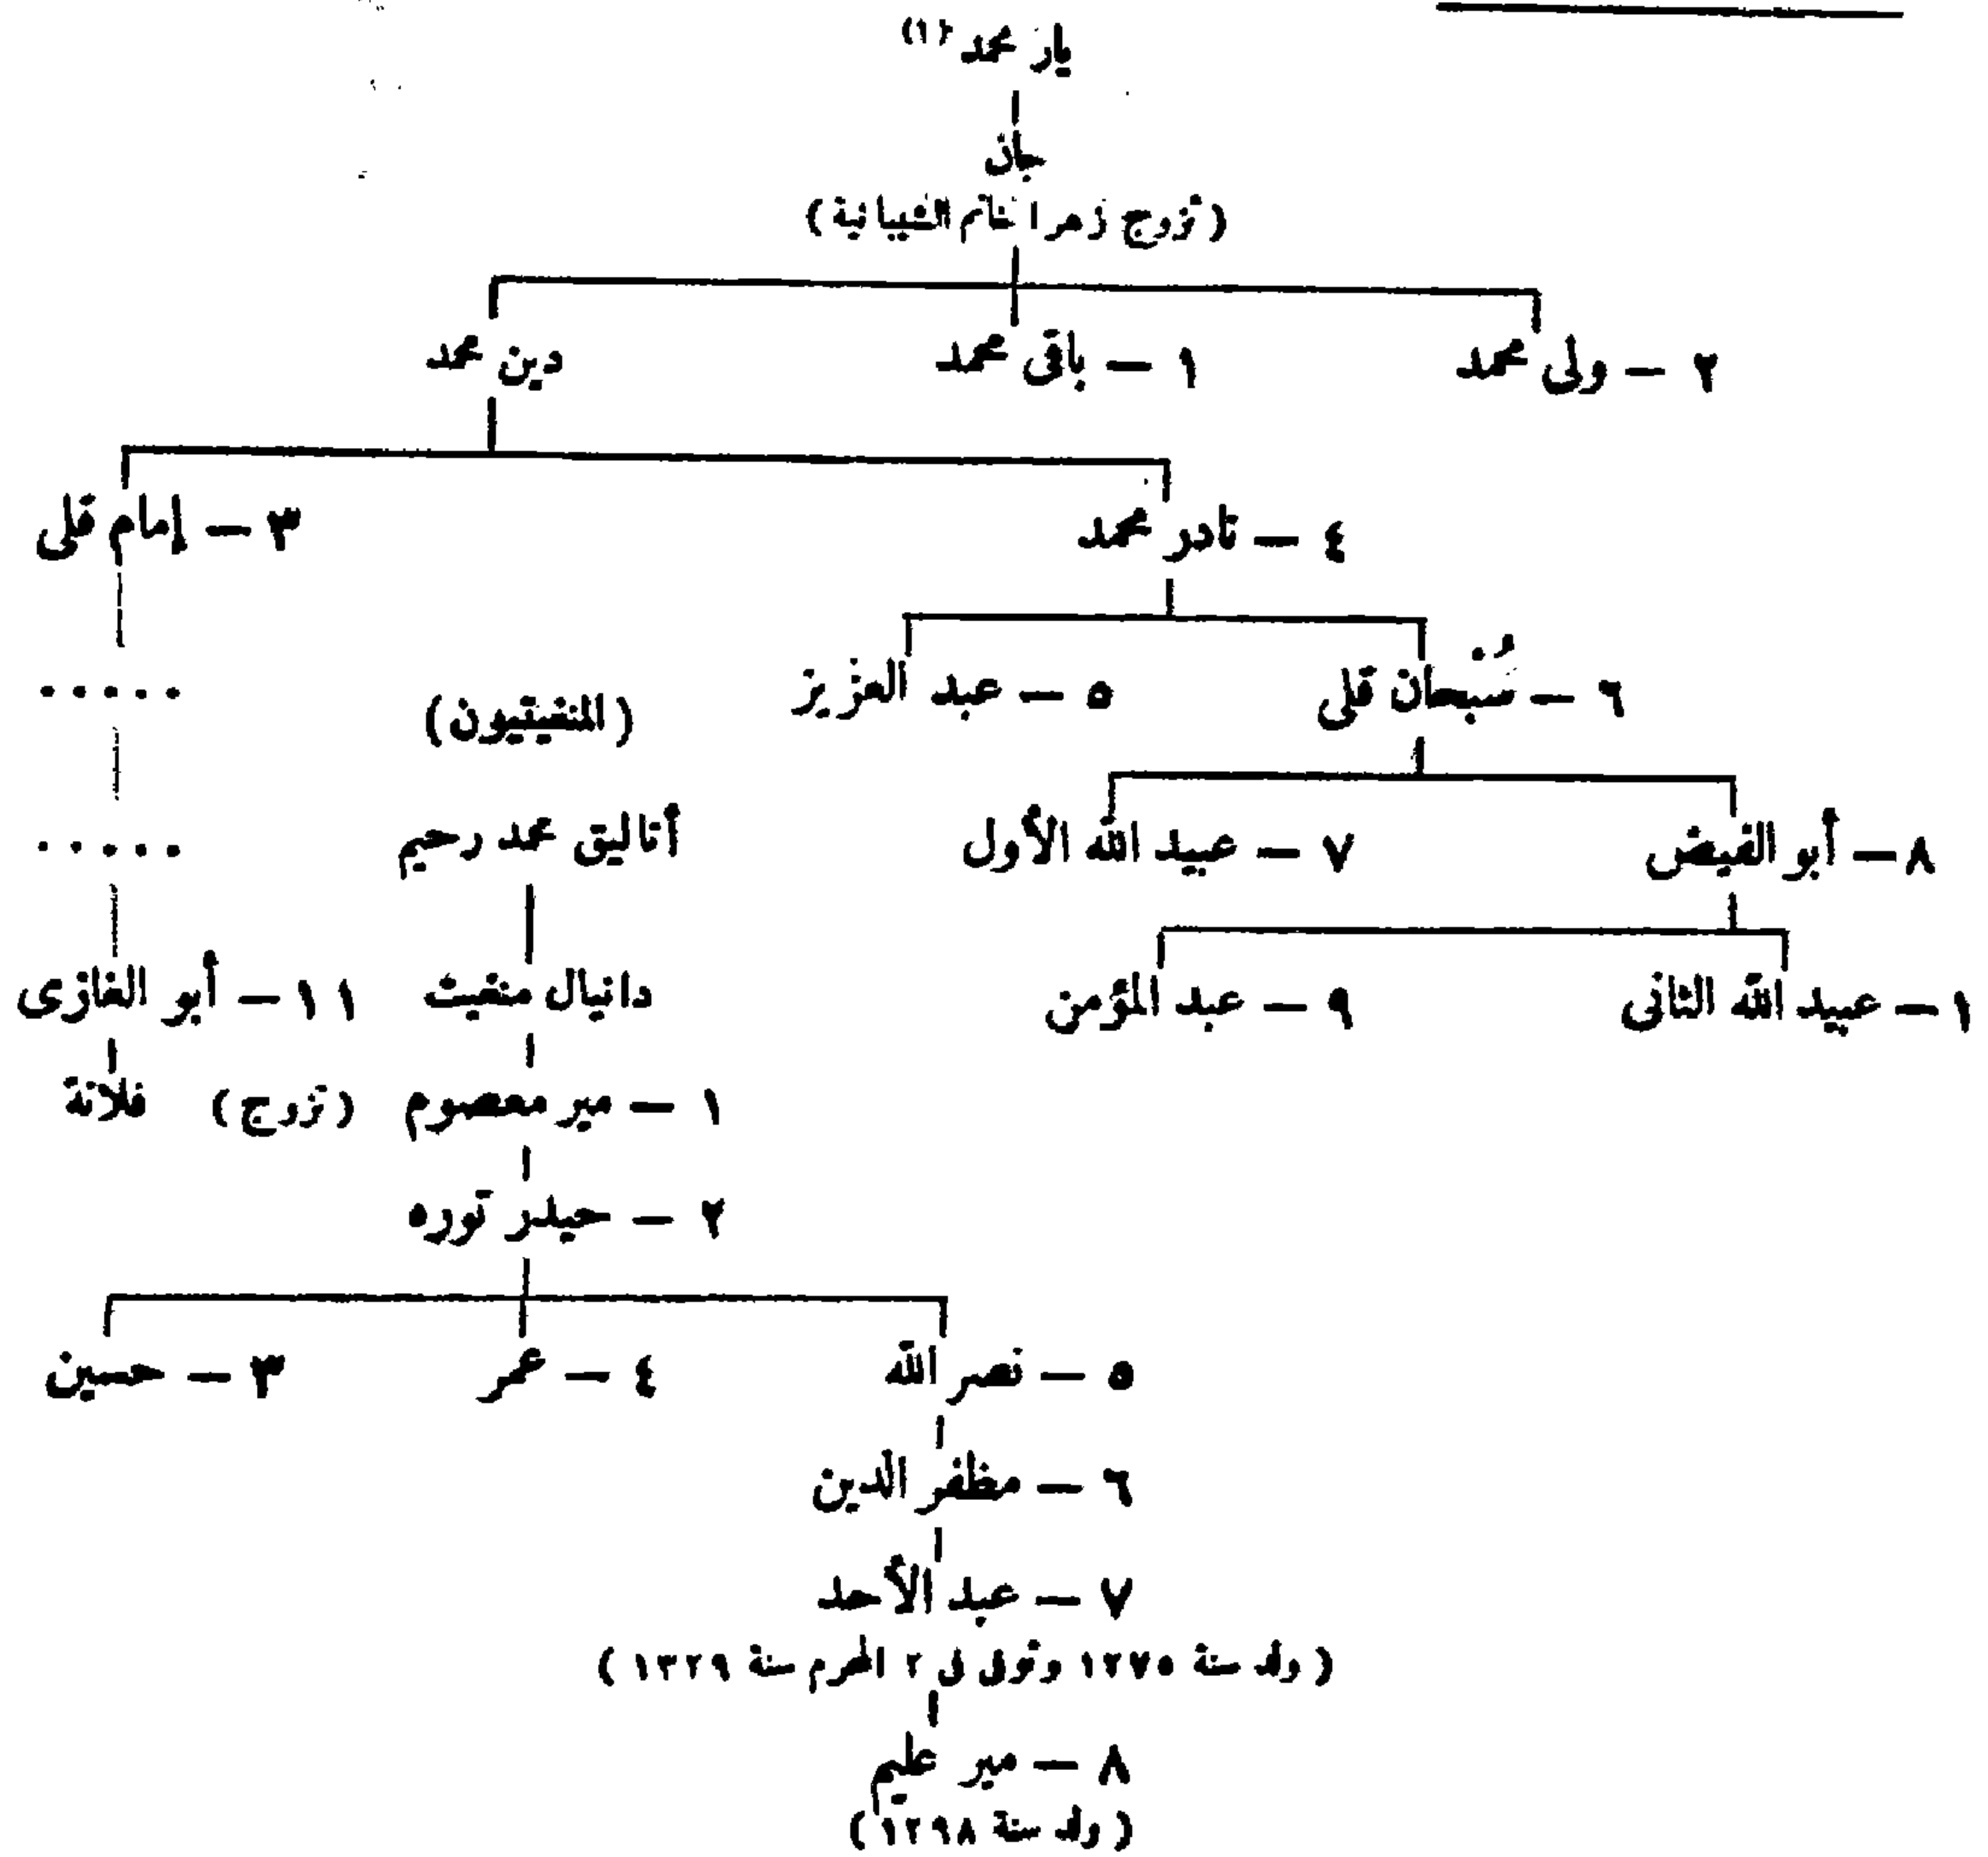 يار محمد (١)
جانى
(تزوج زهرا خانم الشيبانية)
٢ — ولى محمد
١ — باقى محمد
دين محمد
٤ — نادر محمد
٣ — إمام قلى
٦ — سُبْحان قلى
٥ — عبد العزيز
(المنغيتيون)
.....
٨ — أبو الفيض
٧ — عبيد الله الأول
أتاليق محمد رحيم
.....
١ — عبيد الله الثانى
٩ — عبد المؤمن
دانيال منغيت
١١ — أبو الغازى
١ — مير معصوم (تزوج) فلانة
٢ — حيدر توره
٥ — نصر الله
٤ — عمر
٣ — حسين
٦ — مظفر الدين
٧ — عبد الأحد
(ولد سنة ١٢٧٥ وتوفى فى ٢ المحرم سنة ١٣٢٩)
٨ — مير عليم
(ولد سنة ١٢٩٨)